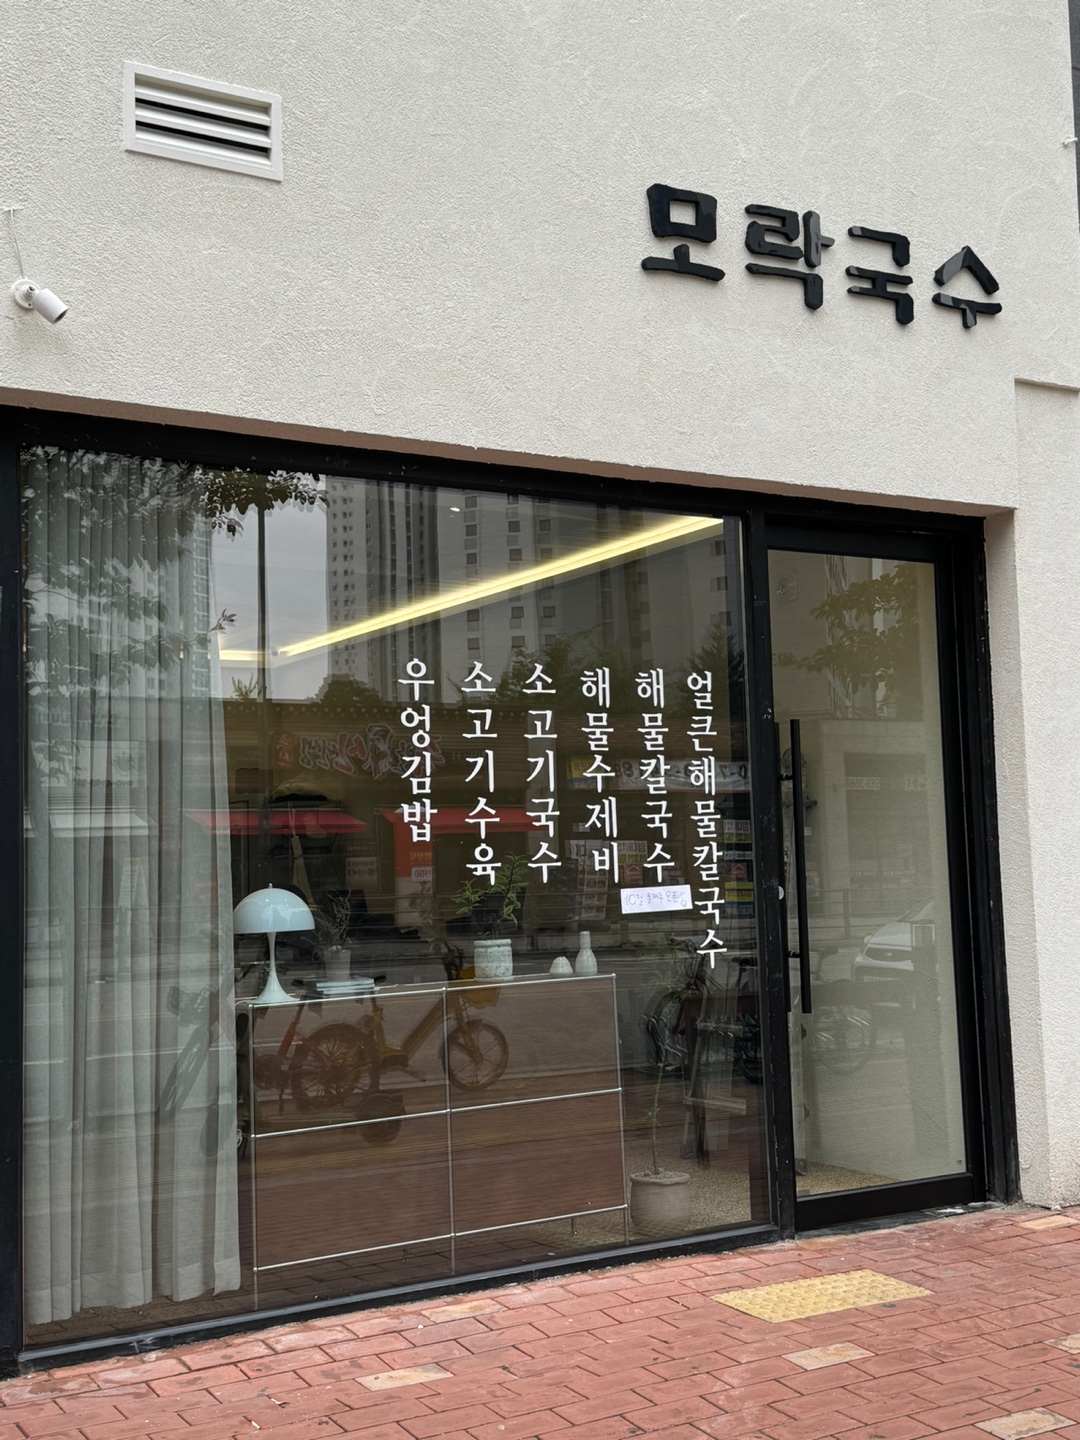 모락국수
얼큰해물칼국수
해물칼국수
해물수제비
소고기국수
소고기수육
우엉김밥